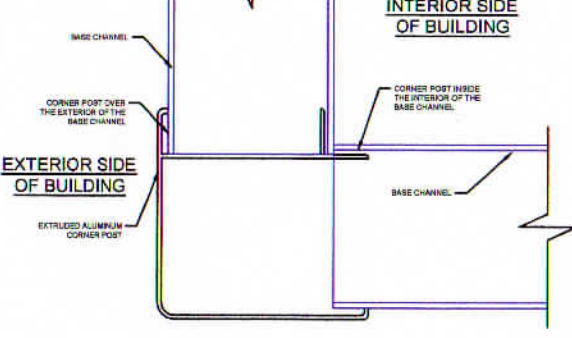 INTERIOR SIDE
OF BUILDING
BASE CHANNEL
CORNER POST INSIDE
THE INTERIOR OF THE
BASE CHANNEL
CORNER POST OVER
THE EXTERIOR OF THE
BASE CHANNEL
EXTERIOR SIDE
OF BUILDING
BASE CHANNEL
EXTRUDED ALUMINUM
CORNER POST